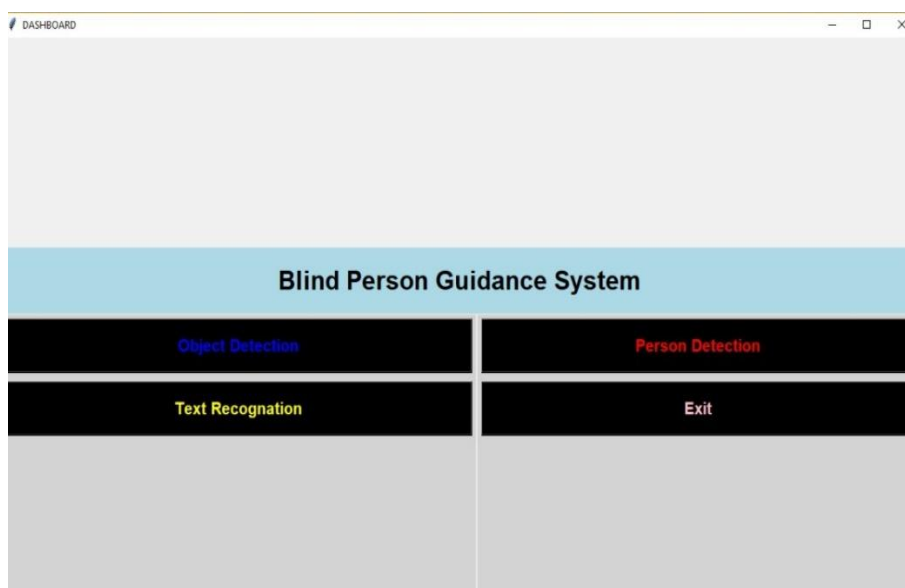 DASHBOARD
Blind Person Guidance System
Object Detection
Person Detection
Text Recognation
Exit